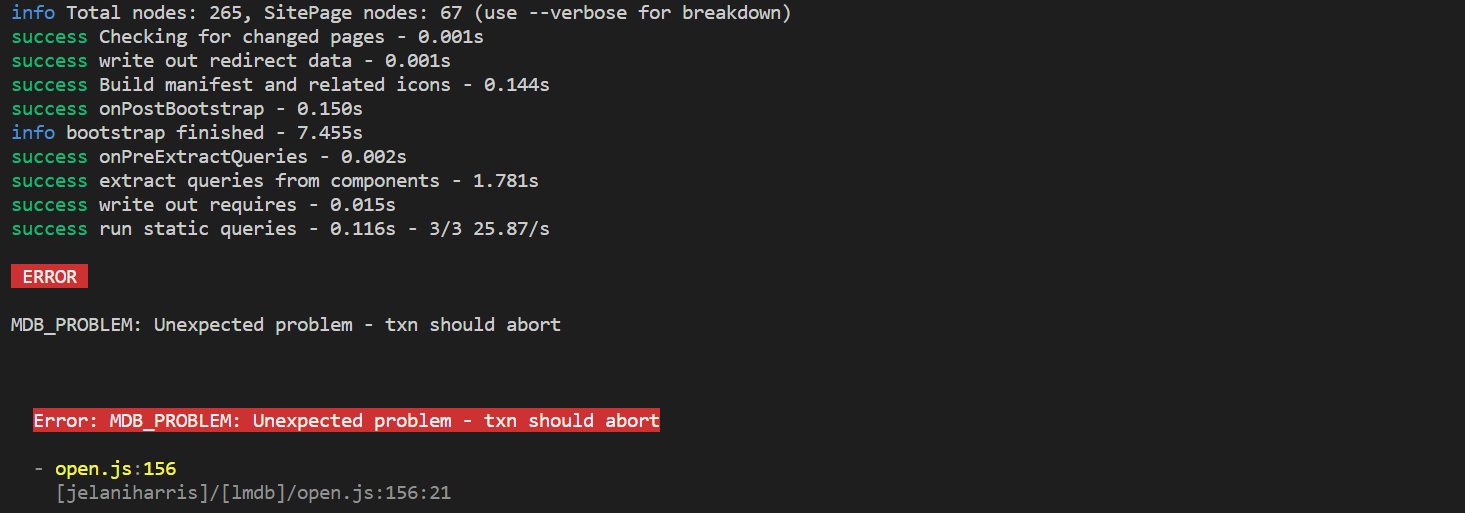 info Total nodes: 265, SitePage nodes: 67 (use --verbose for breakdown)
success Checking for changed pages - 0.001s
success write out redirect data - 0.001s
success Build manifest and related icons - 0.144s
success onPostBootstrap - 0.150s
info bootstrap finished - 7.455s
success onPreExtractQueries - 0.002s
success extract queries from components - 1.781s
success write out requires - 0.015s
success run static queries - 0.116s - 3/3 25.87/s
ERROR
MDB_PROBLEM: Unexpected problem - txn should abort
Error: MDB_PROBLEM: Unexpected problem - txn should abort
- open.js:156
[jelaniharris]/[lmdb]/open.js:156:21